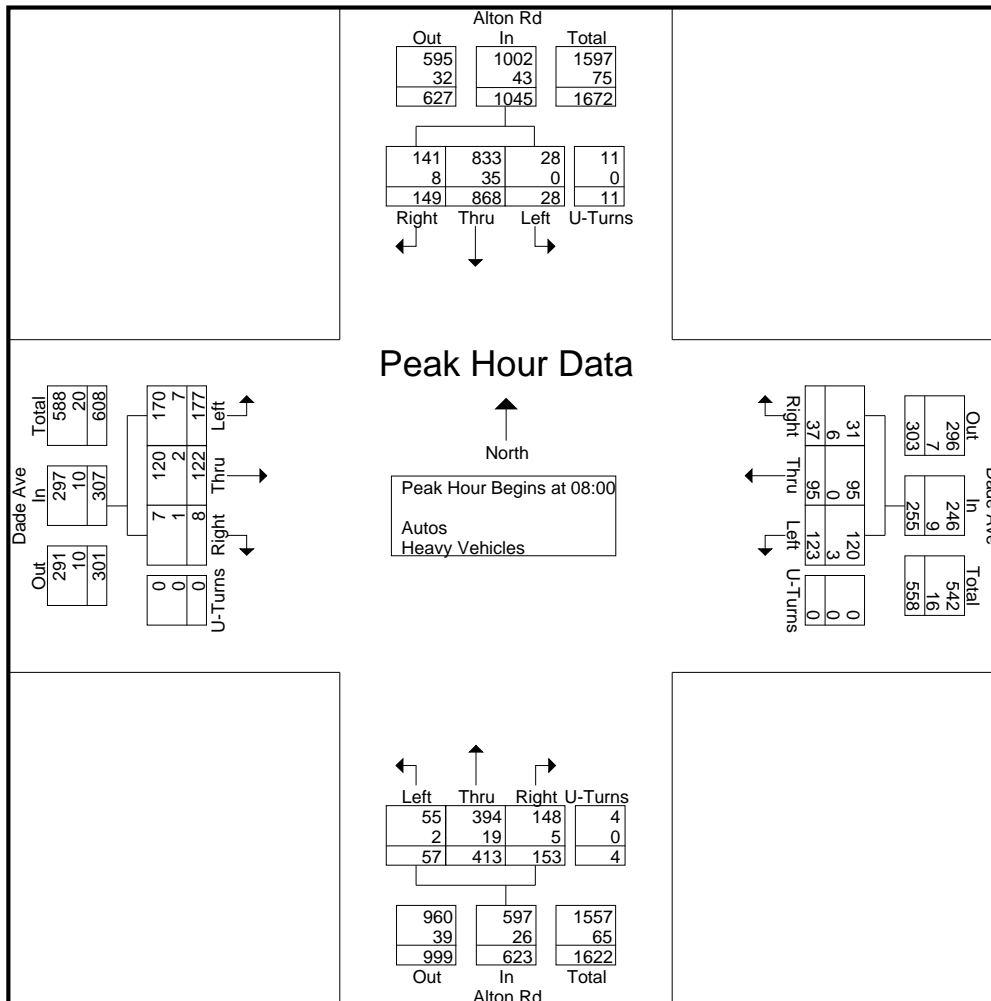 Alton Rd
Out In Total
595 1002 1597
32 43 75
627 1045 1672
141 833 28 11
8 35 0 0
149 868 28 11
Right Thru Left U-Turns
Peak Hour Data
North
Peak Hour Begins at 08:00
Autos
Heavy Vehicles
Dade Ave
Out In Total
291 297 588
10 10 20
301 307 608
U-Turns Right Thru Left
0 7 120 170
0 1 2 7
0 8 122 177
Dade Ave
Out In Total
296 246 542
7 9 16
303 255 558
31 95 120 0
6 0 3 0
37 95 123 0
Right Thru Left U-Turns
Left Thru Right U-Turns
55 394 148 4
2 19 5 0
57 413 153 4
960 597 1557
39 26 65
999 623 1622
Out In Total
Alton Rd